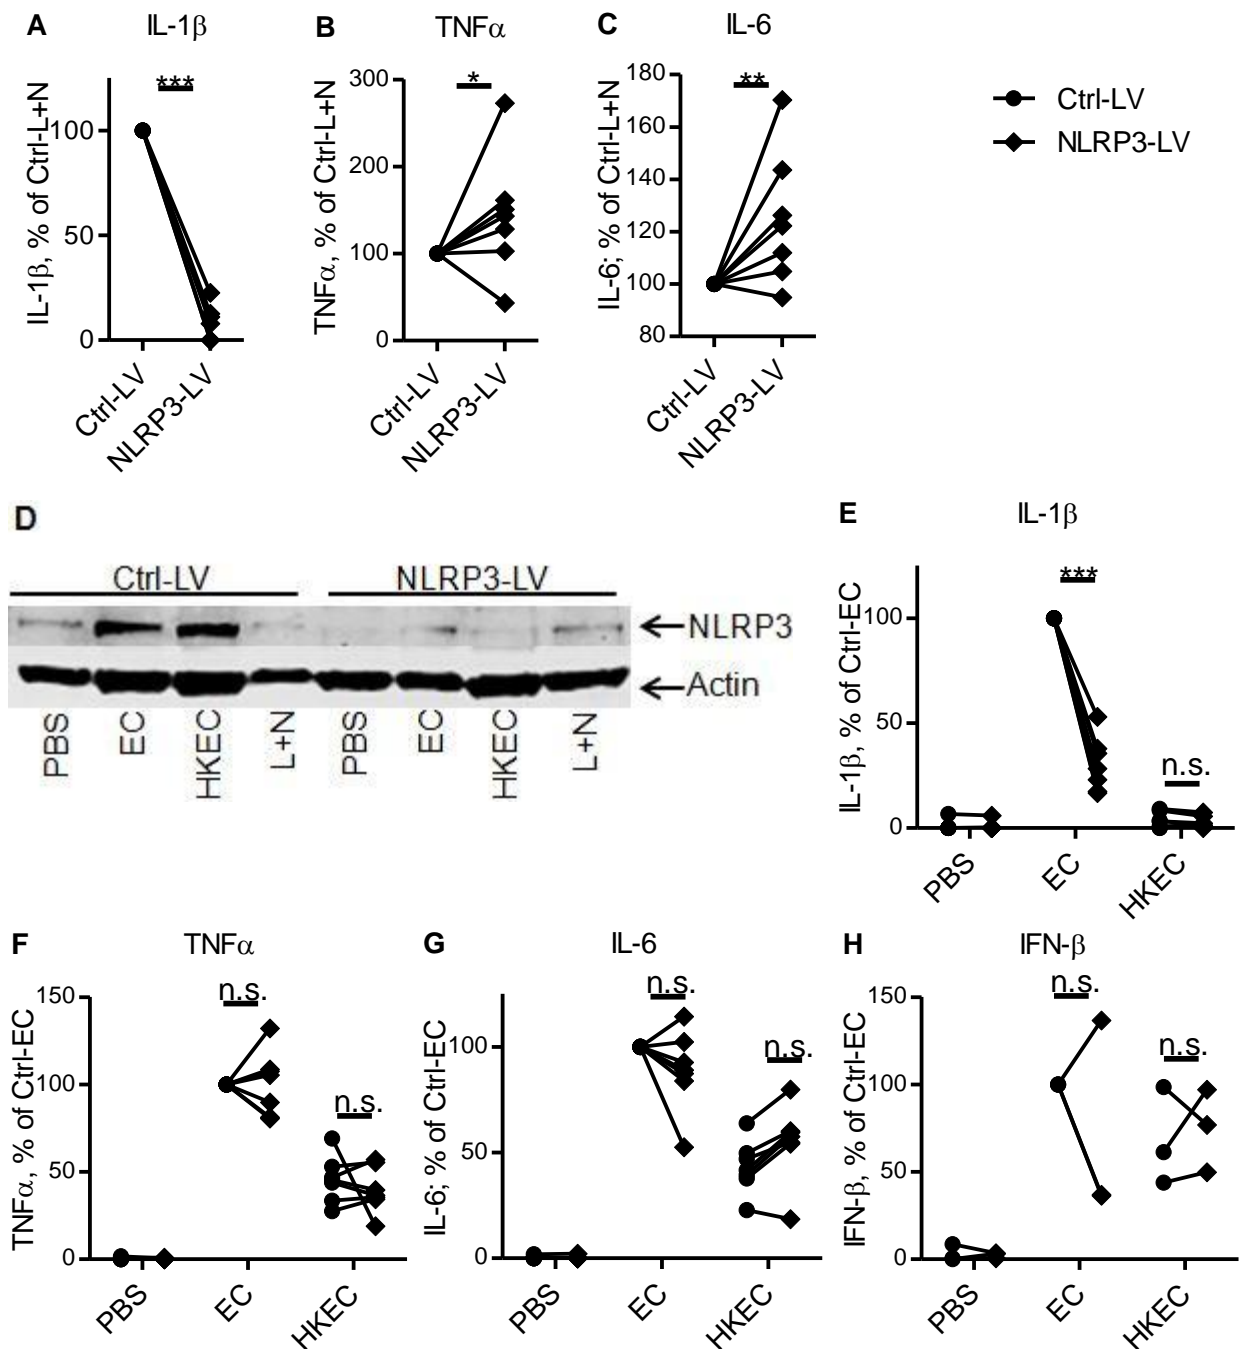 A IL-1β
B TNFα
C IL-6
IL-1β, % of Ctrl-L+N
100
50
0
***
Ctrl-LV
NLRP3-LV
TNFα, % of Ctrl-L+N
300
200
100
0
*
Ctrl-LV
NLRP3-LV
IL-6; % of Ctrl-L+N
180
160
140
120
100
80
**
Ctrl-LV
NLRP3-LV
Ctrl-LV
NLRP3-LV
D
Ctrl-LV NLRP3-LV
NLRP3
Actin
PBS EC HKEC L+N PBS EC HKEC L+N
E IL-1β
IL-1β, % of Ctrl-EC
100
50
0
***
n.s.
PBS EC HKEC
F TNFα
TNFα, % of Ctrl-EC
150
100
50
0
n.s.
n.s.
PBS EC HKEC
G IL-6
IL-6; % of Ctrl-EC
100
50
0
n.s.
n.s.
PBS EC HKEC
H IFN-β
IFN-β, % of Ctrl-EC
150
100
50
0
n.s.
n.s.
PBS EC HKEC